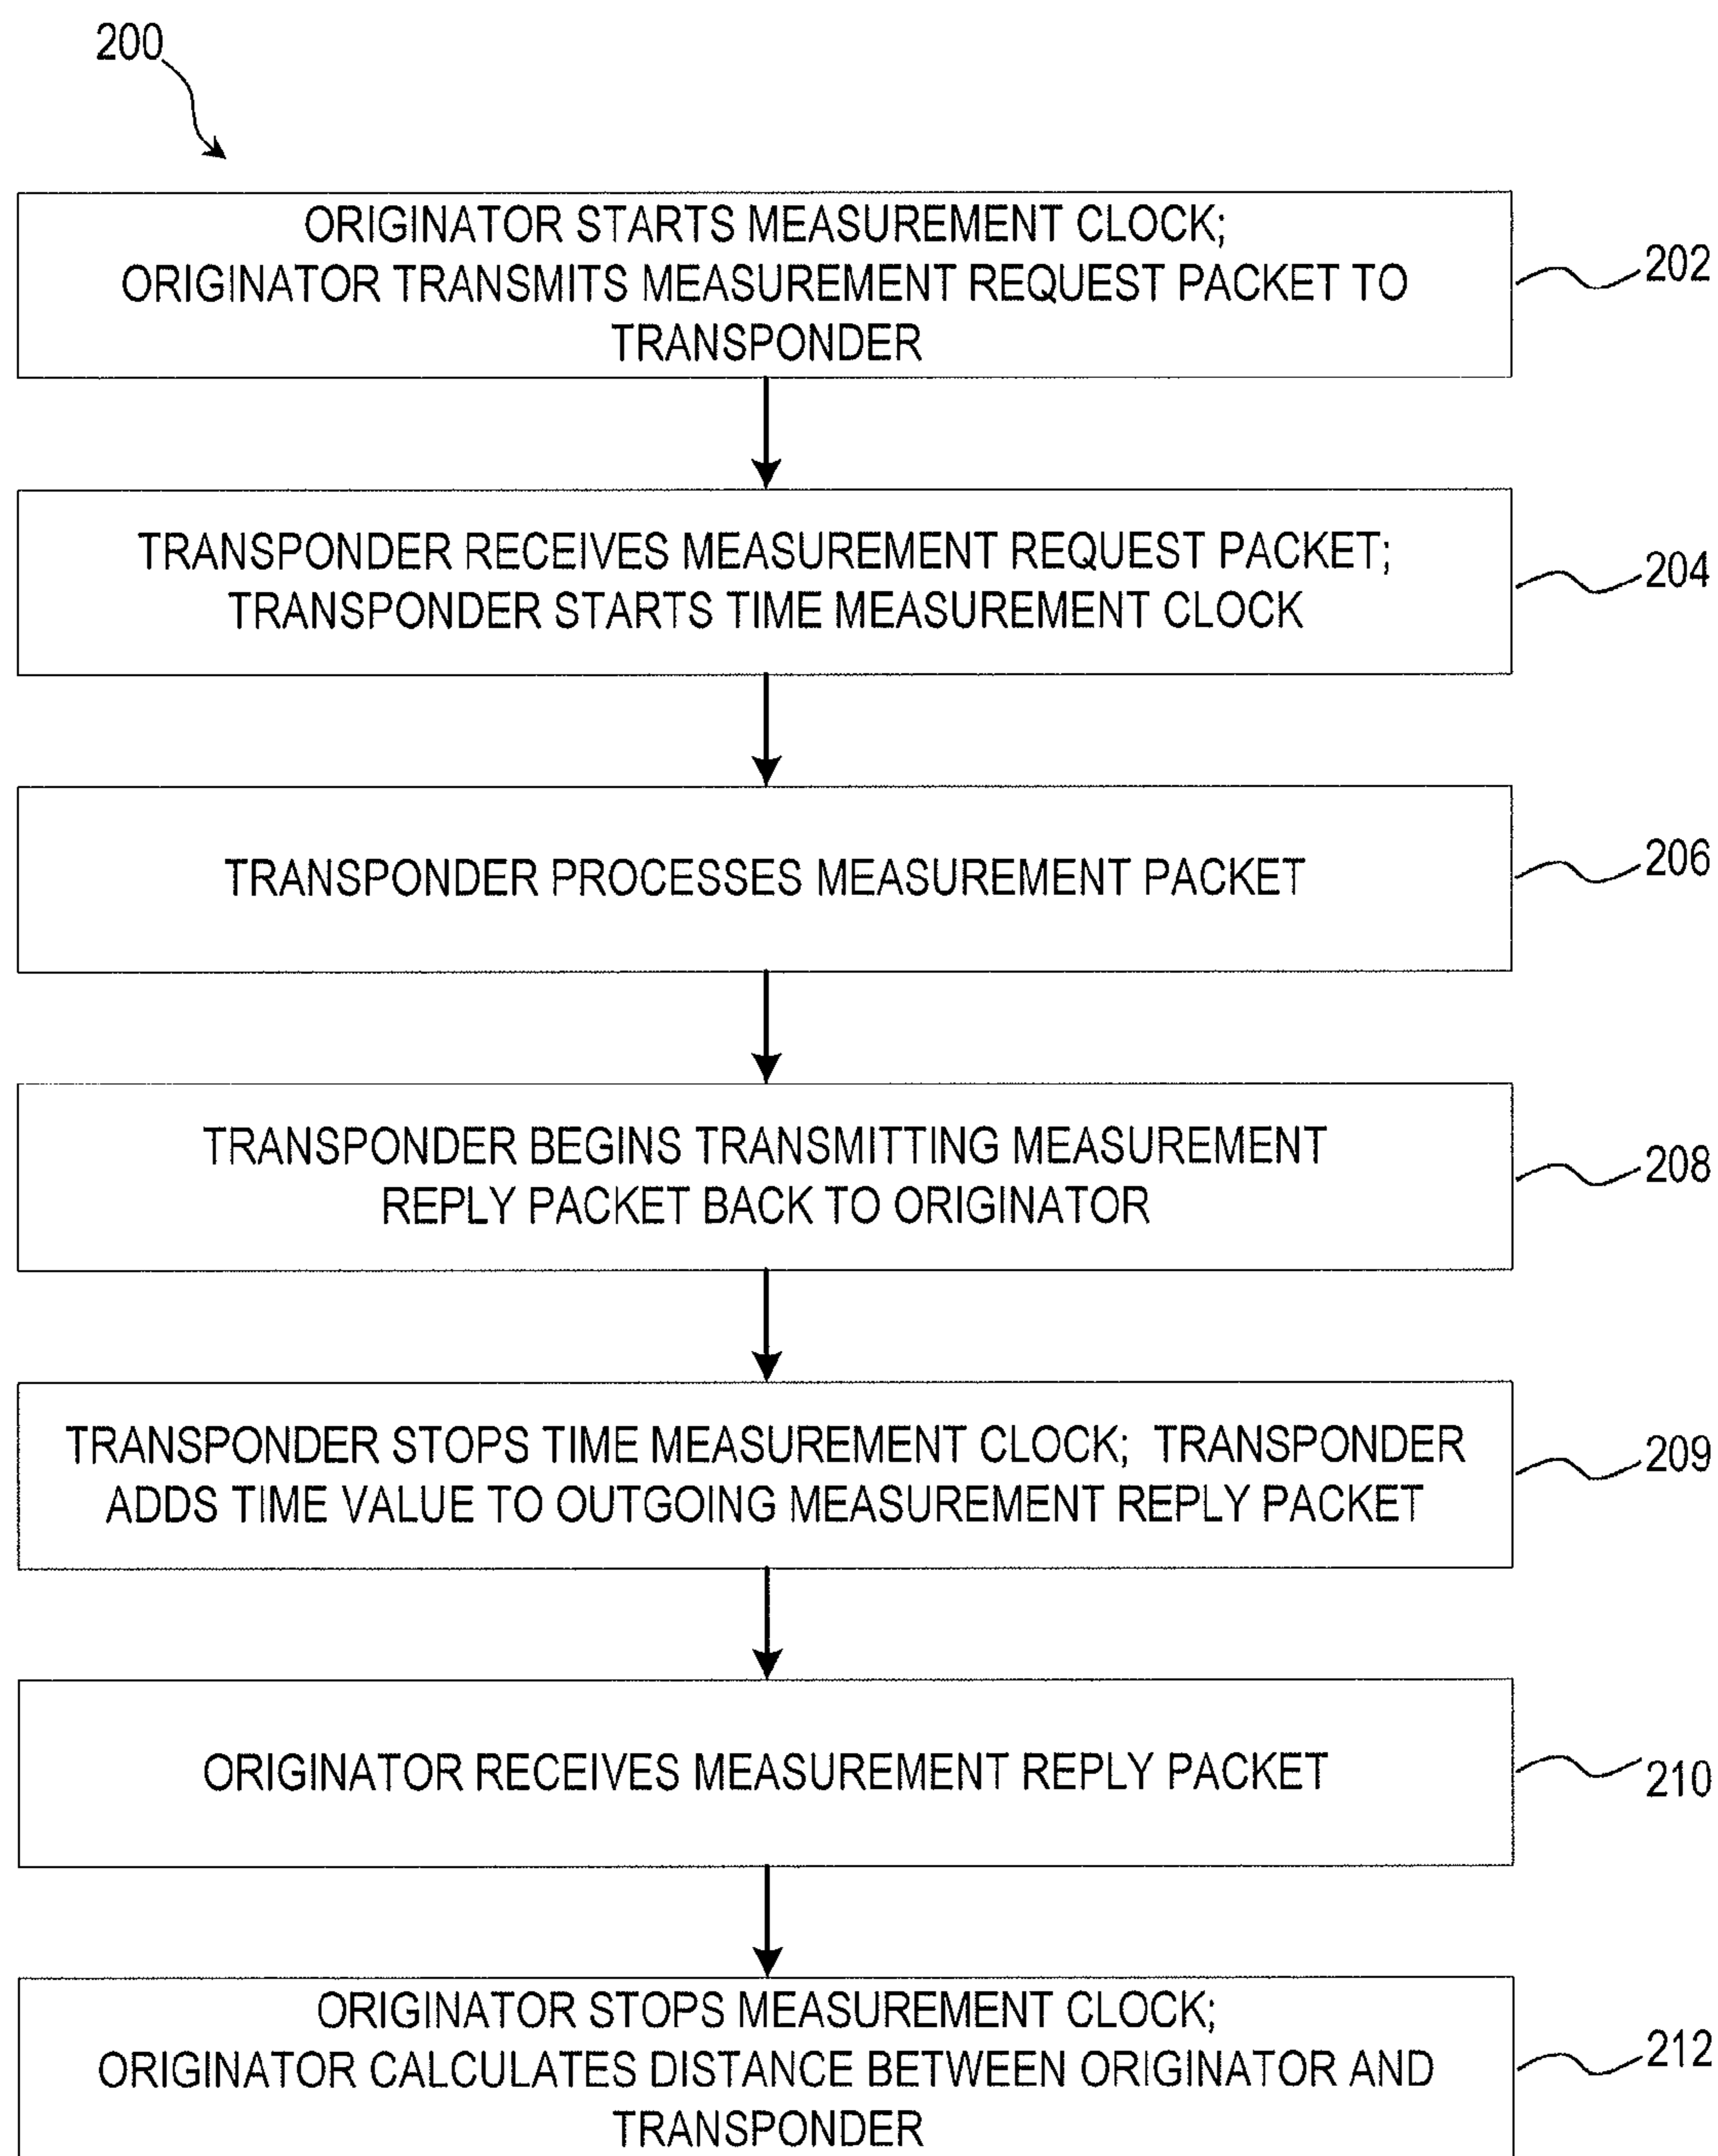 200
ORIGINATOR STARTS MEASUREMENT CLOCK;
ORIGINATOR TRANSMITS MEASUREMENT REQUEST PACKET TO
TRANSPONDER
202
TRANSPONDER RECEIVES MEASUREMENT REQUEST PACKET;
TRANSPONDER STARTS TIME MEASUREMENT CLOCK
204
TRANSPONDER PROCESSES MEASUREMENT PACKET
206
TRANSPONDER BEGINS TRANSMITTING MEASUREMENT
REPLY PACKET BACK TO ORIGINATOR
208
TRANSPONDER STOPS TIME MEASUREMENT CLOCK; TRANSPONDER
ADDS TIME VALUE TO OUTGOING MEASUREMENT REPLY PACKET
209
ORIGINATOR RECEIVES MEASUREMENT REPLY PACKET
210
ORIGINATOR STOPS MEASUREMENT CLOCK;
ORIGINATOR CALCULATES DISTANCE BETWEEN ORIGINATOR AND
TRANSPONDER
212